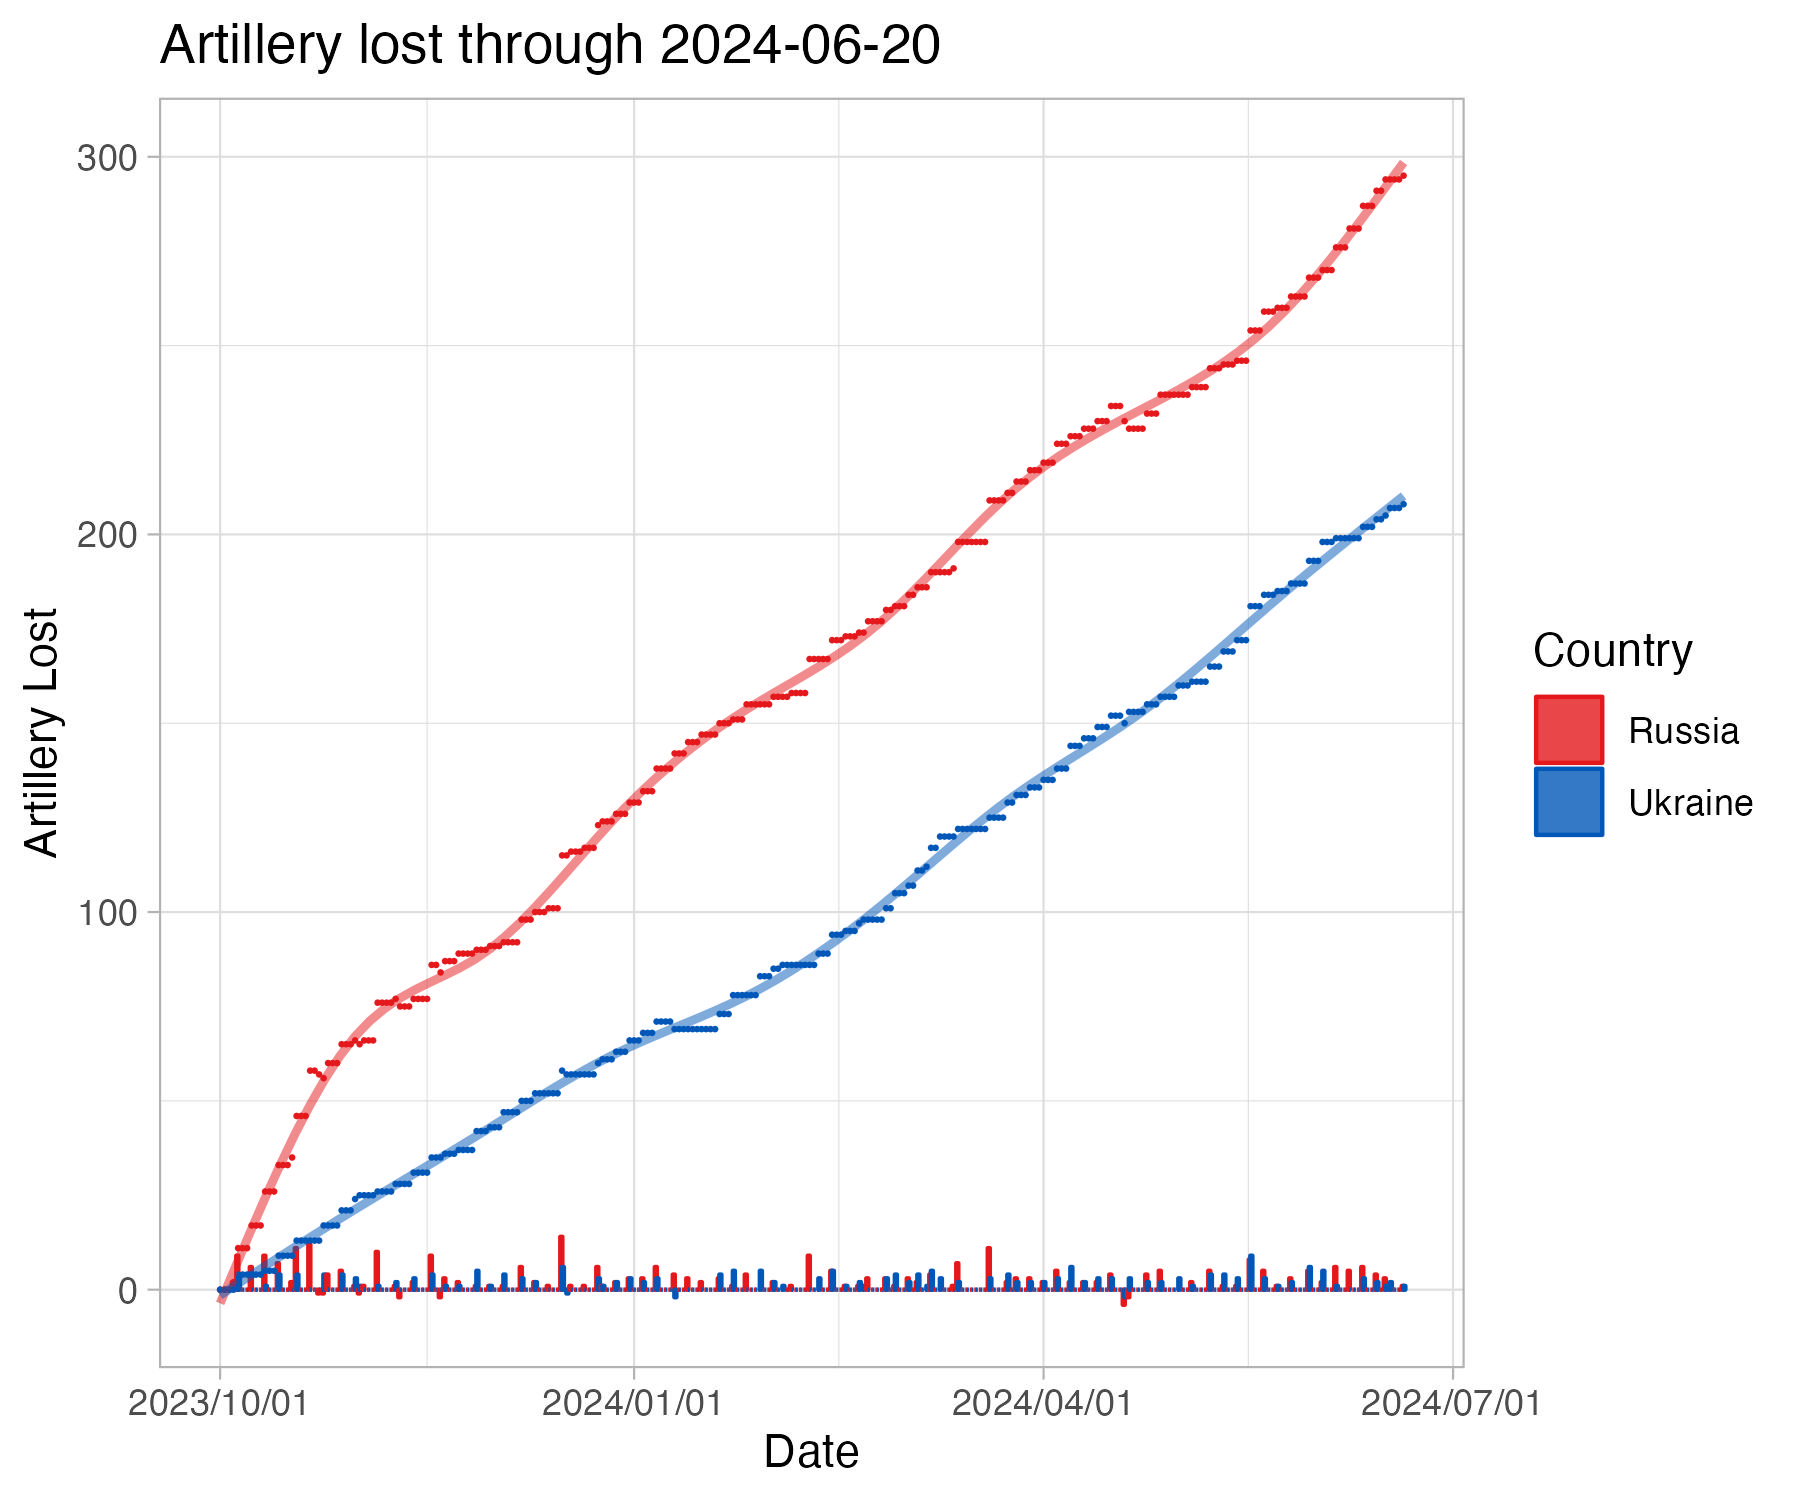 Artillery lost through 2024-06-20
Artillery Lost
300
200
100
0
2023/10/01
2024/01/01
2024/04/01
2024/07/01
Date
Country
Russia
Ukraine